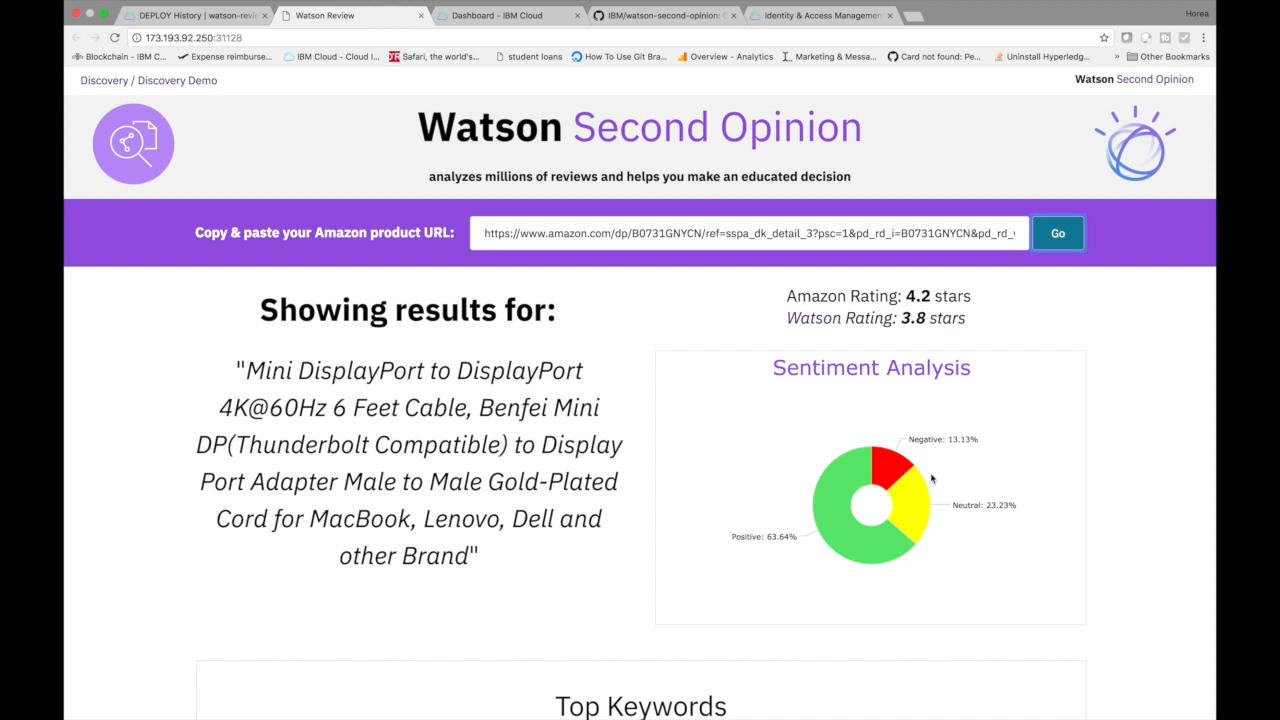 DEPLOY History | watson-revie
Watson Review
Dashboard - IBM Cloud
IBM/watson-second-opinion: C
Identity & Access Managemen
Horea
173.193.92.250:31128
Blockchain – IBM C...
Expense reimburse...
IBM Cloud - Cloud I...
Safari, the world's...
student loans
How To Use Git Bra...
Overview - Analytics
Marketing & Messa...
Card not found: Pe...
Uninstall Hyperledg...
»
Other Bookmarks
Discovery / Discovery Demo
Watson Second Opinion
Watson Second Opinion
analyzes millions of reviews and helps you make an educated decision
Copy & paste your Amazon product URL:
https://www.amazon.com/dp/B0731GNYCN/ref=sspa_dk_detail_3?psc=1&pd_rd_i=B0731GNYCN&pd_rd_
Go
Showing results for:
"Mini DisplayPort to DisplayPort
4K@60Hz 6 Feet Cable, Benfei Mini
DP(Thunderbolt Compatible) to Display
Port Adapter Male to Male Gold-Plated
Cord for MacBook, Lenovo, Dell and
other Brand"
Amazon Rating: 4.2 stars
Watson Rating: 3.8 stars
Sentiment Analysis
Negative: 13.13%
Neutral: 23.23%
Positive: 63.64%
Top Keywords